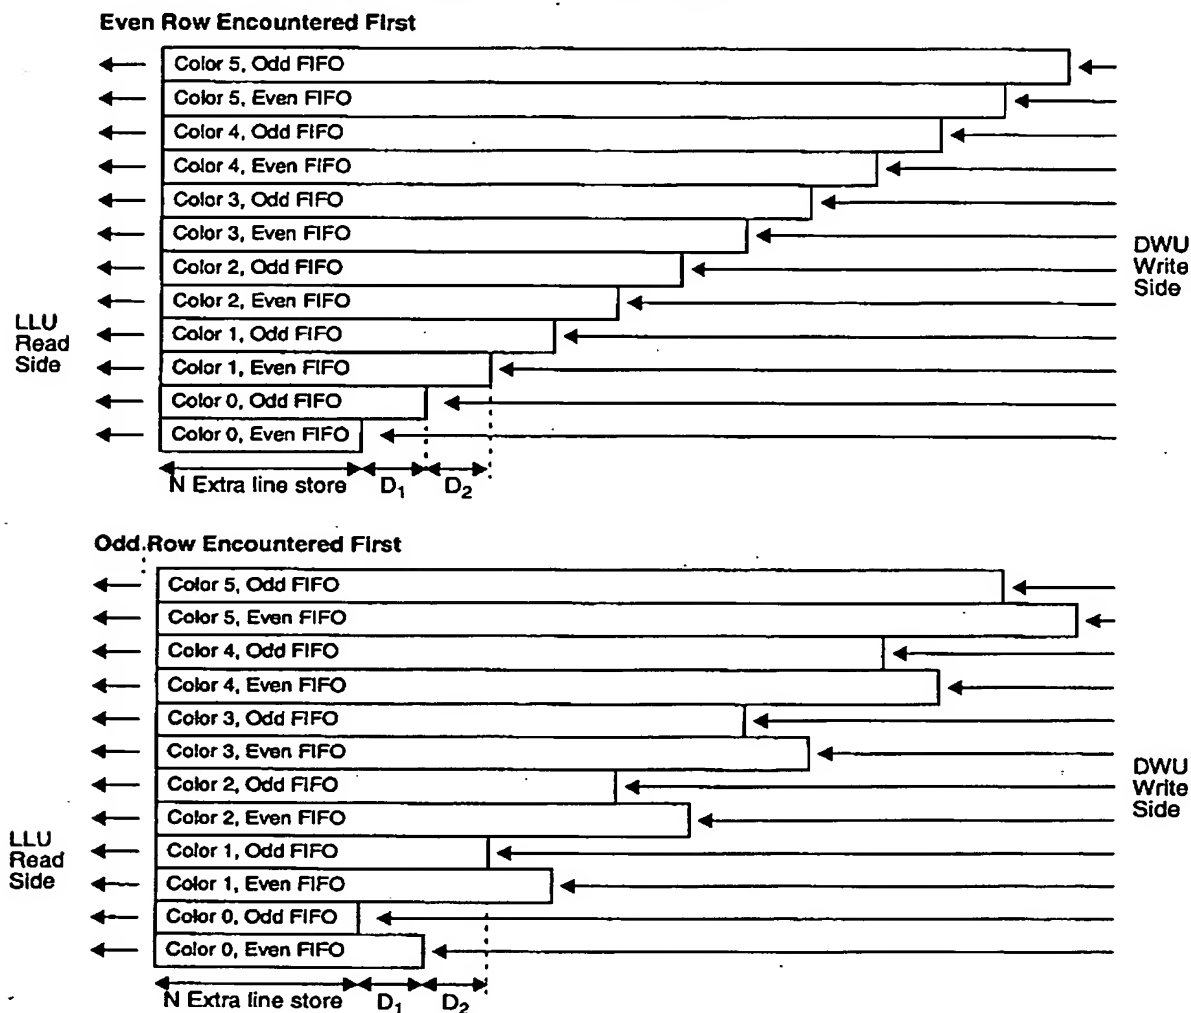 Even Row Encountered First
Color 5, Odd FIFO
Color 5, Even FIFO
Color 4, Odd FIFO
Color 4, Even FIFO
Color 3, Odd FIFO
Color 3, Even FIFO
Color 2, Odd FIFO
Color 2, Even FIFO
Color 1, Odd FIFO
Color 1, Even FIFO
Color 0, Odd FIFO
Color 0, Even FIFO
LLU
Read
Side
DWU
Write
Side
N Extra line store D₁ D₂
Odd Row Encountered First
Color 5, Odd FIFO
Color 5, Even FIFO
Color 4, Odd FIFO
Color 4, Even FIFO
Color 3, Odd FIFO
Color 3, Even FIFO
Color 2, Odd FIFO
Color 2, Even FIFO
Color 1, Odd FIFO
Color 1, Even FIFO
Color 0, Odd FIFO
Color 0, Even FIFO
LLU
Read
Side
DWU
Write
Side
N Extra line store D₁ D₂